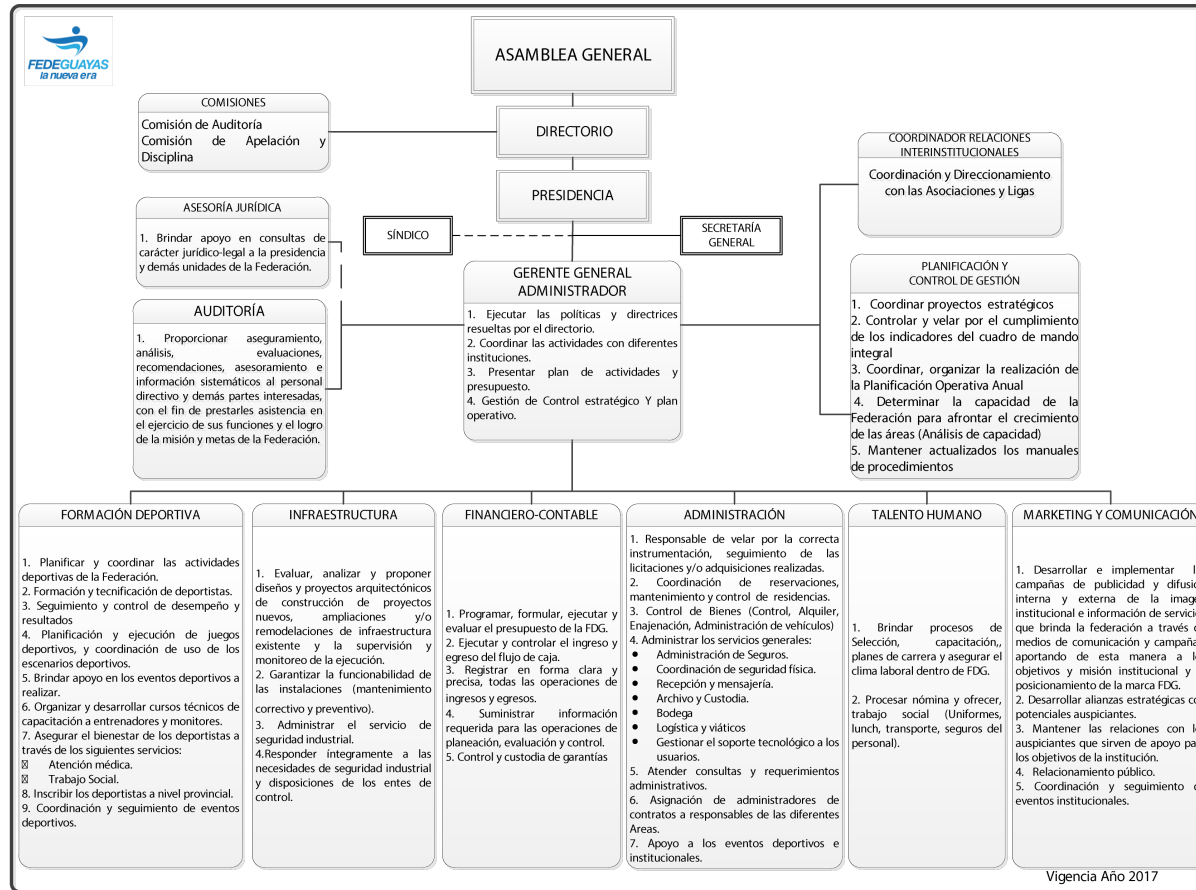 FEDEGUAYAS
la nueva era
ASAMBLEA GENERAL
COMISIONES
Comisión de Auditoría
Comisión de Apelación y
Disciplina
DIRECTORIO
COORDINADOR RELACIONES
INTERINSTITUCIONALES
Coordinación y Direccionamiento
con las Asociaciones y Ligas
PRESIDENCIA
ASESORÍA JURÍDICA
1. Brindar apoyo en consultas de
carácter jurídico-legal a la presidencia
y demás unidades de la Federación.
SÍNDICO
SECRETARÍA
GENERAL
GERENTE GENERAL
ADMINISTRADOR
1. Ejecutar las políticas y directrices
resueltas por el directorio.
2. Coordinar las actividades con diferentes
instituciones.
3. Presentar plan de actividades y
presupuesto.
4. Gestión de Control estratégico Y plan
operativo.
PLANIFICACIÓN Y
CONTROL DE GESTIÓN
1. Coordinar proyectos estratégicos
2. Controlar y velar por el cumplimiento
de los indicadores del cuadro de mando
integral
3. Coordinar, organizar la realización de
la Planificación Operativa Anual
4. Determinar la capacidad de la
Federación para afrontar el crecimiento
de las áreas (Análisis de capacidad)
5. Mantener actualizados los manuales
de procedimientos
AUDITORÍA
1. Proporcionar aseguramiento,
análisis, evaluaciones,
recomendaciones, asesoramiento e
información sistemáticos al personal
directivo y demás partes interesadas,
con el fin de prestarles asistencia en
el ejercicio de sus funciones y el logro
de la misión y metas de la Federación.
FORMACIÓN DEPORTIVA
1. Planificar y coordinar las actividades
deportivas de la Federación.
2. Formación y tecnificación de deportistas.
3. Seguimiento y control de desempeño y
resultados
4. Planificación y ejecución de juegos
deportivos, y coordinación de uso de los
escenarios deportivos.
5. Brindar apoyo en los eventos deportivos a
realizar.
6. Organizar y desarrollar cursos técnicos de
capacitación a entrenadores y monitores.
7. Asegurar el bienestar de los deportistas a
través de los siguientes servicios:
Atención médica.
Trabajo Social.
8. Inscribir los deportistas a nivel provincial.
9. Coordinación y seguimiento de eventos
deportivos.
INFRAESTRUCTURA
1. Evaluar, analizar y proponer
diseños y proyectos arquitectónicos
de construcción de proyectos
nuevos, ampliaciones y/o
remodelaciones de infraestructura
existente y la supervisión y
monitoreo de la ejecución.
2. Garantizar la funcionabilidad de
las instalaciones (mantenimiento
correctivo y preventivo).
3. Administrar el servicio de
seguridad industrial.
4.Responder íntegramente a las
necesidades de seguridad industrial
y disposiciones de los entes de
control.
FINANCIERO-CONTABLE
1. Programar, formular, ejecutar y
evaluar el presupuesto de la FDG.
2. Ejecutar y controlar el ingreso y
egreso del flujo de caja.
3. Registrar en forma clara y
precisa, todas las operaciones de
ingresos y egresos.
4. Suministrar información
requerida para las operaciones de
planeación, evaluación y control.
5. Control y custodia de garantías
ADMINISTRACIÓN
1. Responsable de velar por la correcta
instrumentación, seguimiento de las
licitaciones y/o adquisiciones realizadas.
2. Coordinación de reservaciones,
mantenimiento y control de residencias.
3. Control de Bienes (Control, Alquiler,
Enajenación, Administración de vehículos)
4. Administrar los servicios generales:
• Administración de Seguros.
• Coordinación de seguridad física.
• Recepción y mensajería.
• Archivo y Custodia.
• Bodega
• Logística y viáticos
• Gestionar el soporte tecnológico a los
usuarios.
5. Atender consultas y requerimientos
administrativos.
6. Asignación de administradores de
contratos a responsables de las diferentes
Areas.
7. Apoyo a los eventos deportivos e
institucionales.
TALENTO HUMANO
1. Brindar procesos de
Selección, capacitación,,
planes de carrera y asegurar el
clima laboral dentro de FDG.
2. Procesar nómina y ofrecer,
trabajo social (Uniformes,
lunch, transporte, seguros del
personal).
MARKETING Y COMUNICACIÓN
1. Desarrollar e implementar
campañas de publicidad y
interna y externa de la
institucional e información de
que brinda la federación a través
medios de comunicación y
aportando de esta manera a
objetivos y misión institucional y
posicionamiento de la marca FDG.
2. Desarrollar alianzas estratégicas
potenciales auspiciantes.
3. Mantener las relaciones con
auspiciantes que sirven de apoyo
los objetivos de la institución.
4. Relacionamiento público.
5. Coordinación y seguimiento
eventos institucionales.
Vigencia Año 2017